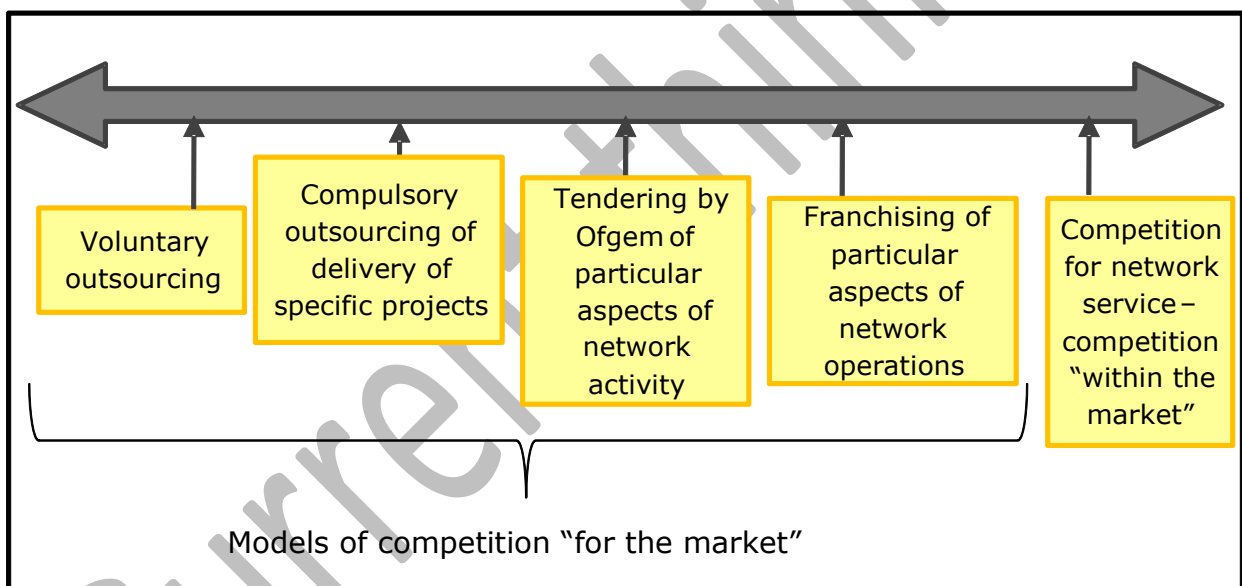 Voluntary
outsourcing
Compulsory
outsourcing of
delivery of
specific projects
Tendering by
Ofgem of
particular
aspects of
network
activity
Franchising of
particular
aspects of
network
operations
Competition
for network
service –
competition
“within the
market”
Models of competition “for the market”